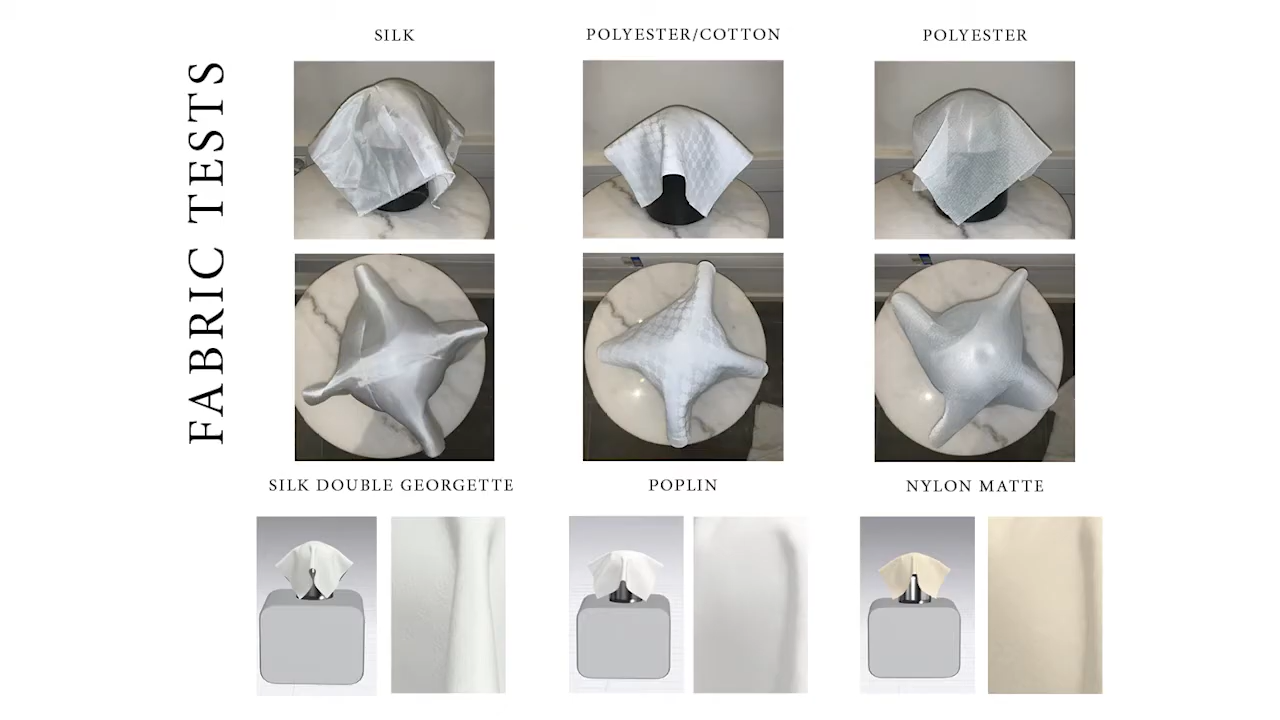 FABRIC TESTS
SILK
POLYESTER/COTTON
POLYESTER
SILK DOUBLE GEORGETTE
POPLIN
NYLON MATTE